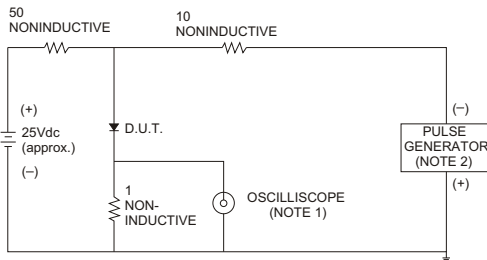 50
NONINDUCTIVE
10
NONINDUCTIVE
(+)
25Vdc
(approx.)
(–)
D.U.T.
1
NON-
INDUCTIVE
OSCILLISCOPE
(NOTE 1)
(–)
PULSE
GENERATOR
(NOTE 2)
(+)